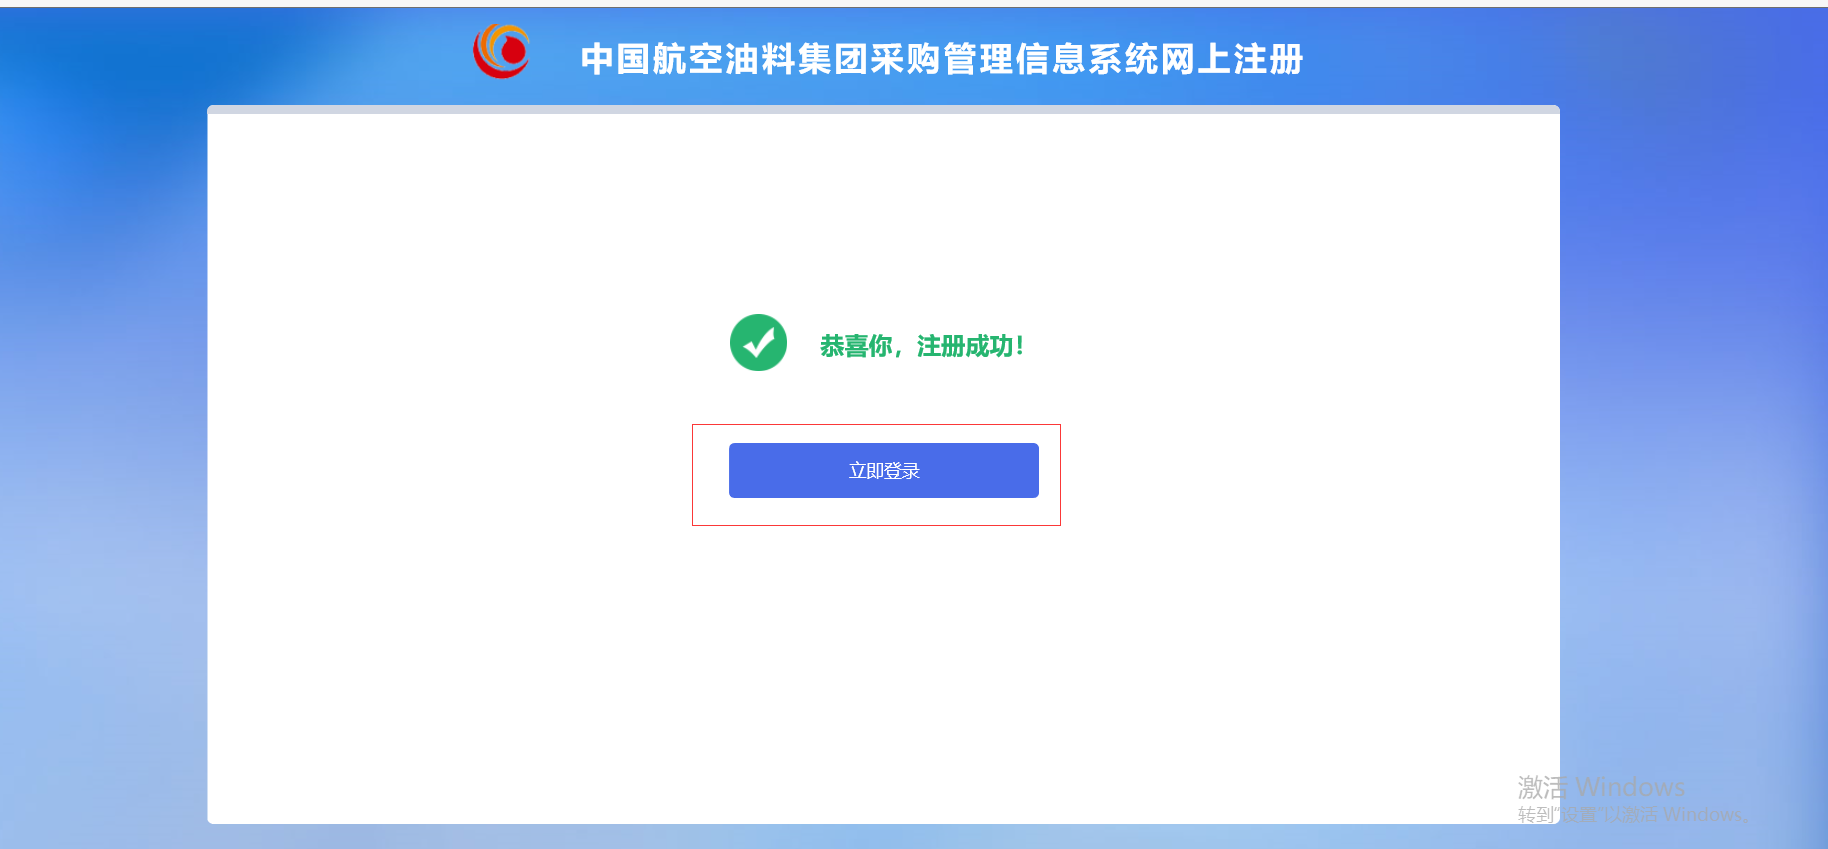 中国航空油料集团采购管理信息系统网上注册
恭喜你，注册成功！
立即登录
激活 Windows
转到"设置"以激活 Windows。